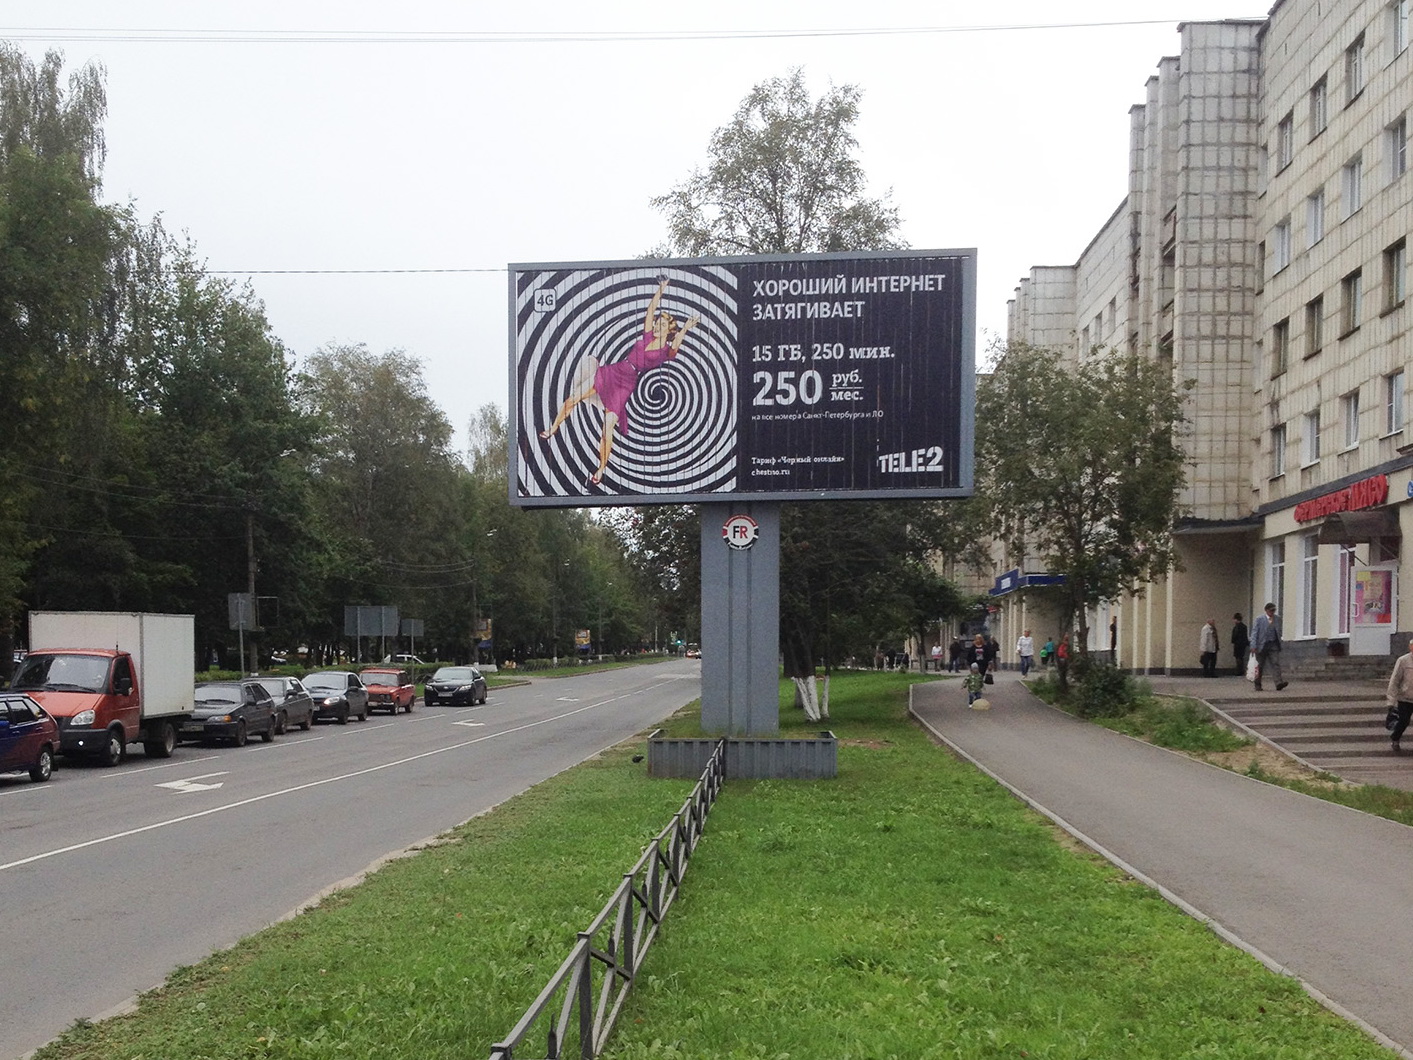 4G
ХОРОШИЙ ИНТЕРНЕТ
ЗАТЯГИВАЕТ
15 ГБ, 250 мин.
250 руб.
мес.
на все номера Санкт-Петербурга и ЛО
Тариф «Черный онлайн»
chestno.ru
TELE2
FR
МЯСО